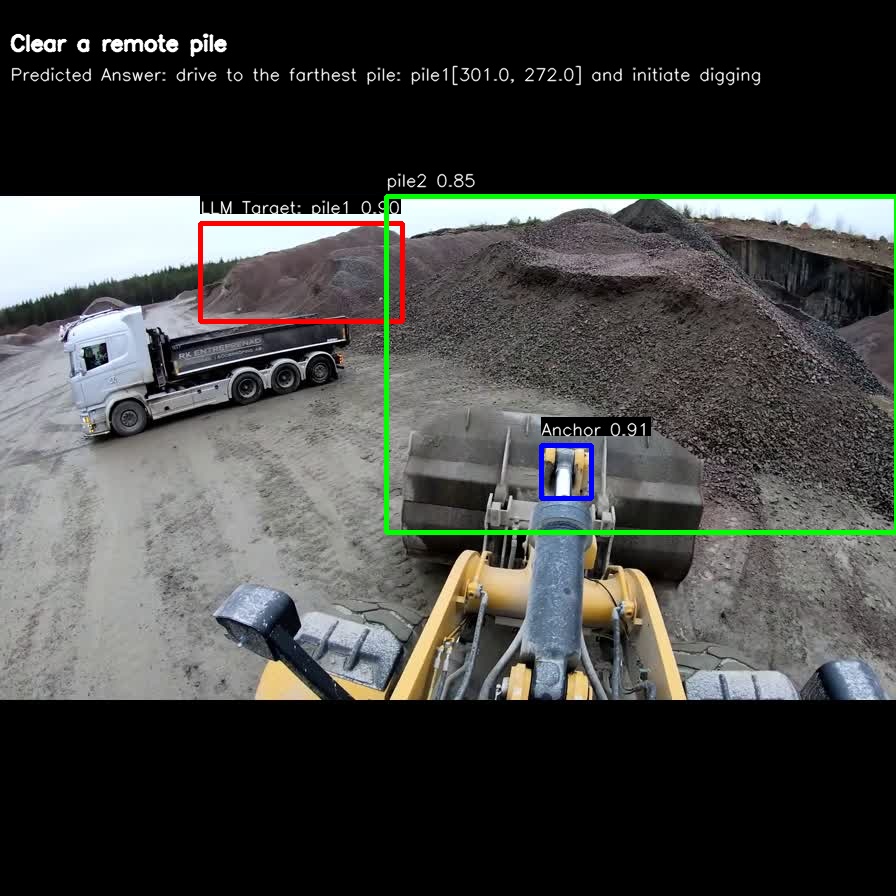 Clear a remote pile
Predicted Answer: drive to the farthest pile: pile1[301.0, 272.0] and initiate digging
pile2 0.85
LLM Target: pile1 0.90
RK ENTREPRENAD
Anchor 0.91